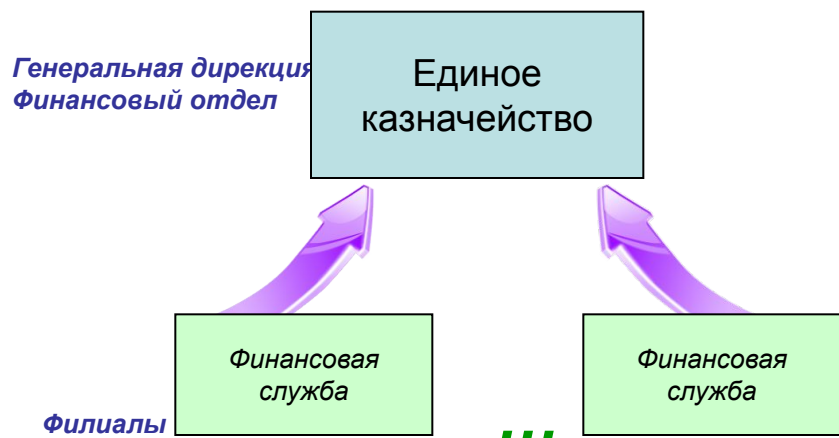 Генеральная дирекция
Финансовый отдел
Единое
казначейство
Финансовая
служба
Финансовая
служба
Филиалы
...